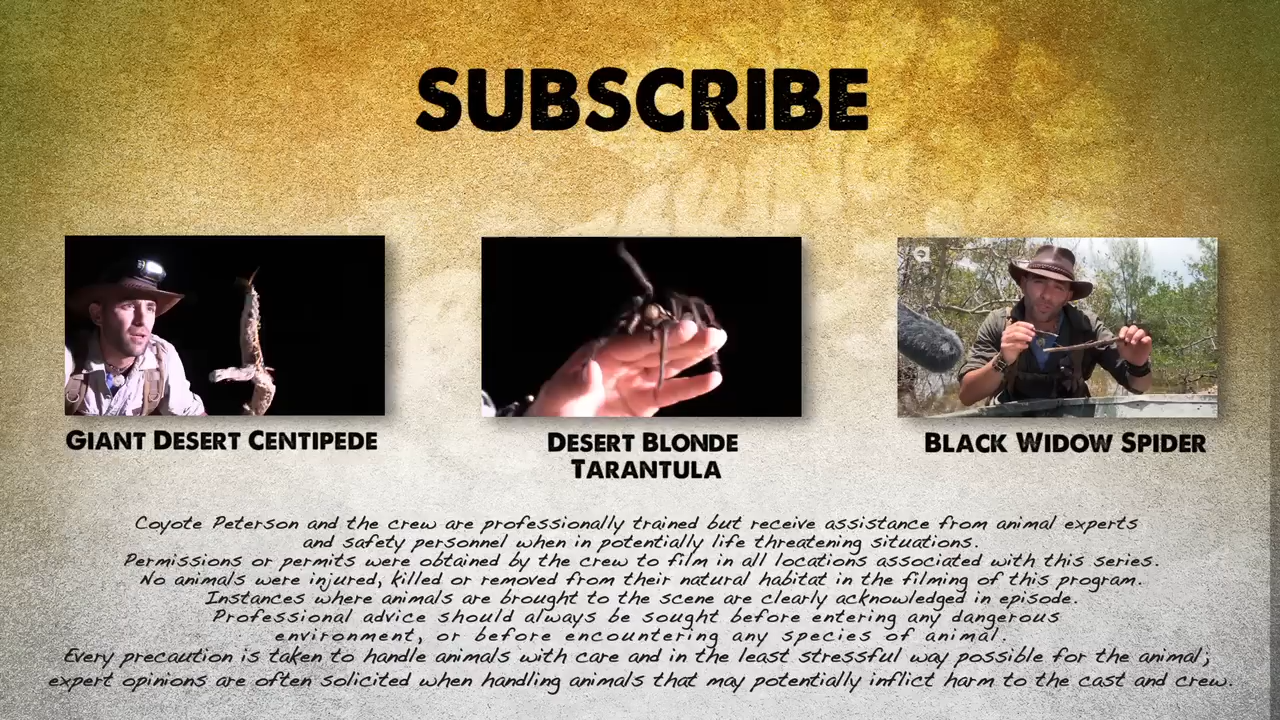 SUBSCRIBE
GIANT DESERT CENTIPEDE
DESERT BLONDE
TARANTULA
BLACK WIDOW SPIDER
Coyote Peterson and the crew are professionally trained but receive assistance from animal experts
and safety personnel when in potentially life threatening situations.
Permissions or permits were obtained by the crew to film in all locations associated with this series.
No animals were injured, killed or removed from their natural habitat in the filming of this program.
Instances where animals are brought to the scene are clearly acknowledged in episode.
Professional advice should always be sought before entering any dangerous
environment, or before encountering any species of animal.
Every precaution is taken to handle animals with care and in the least stressful way possible for the animal;
expert opinions are often solicited when handling animals that may potentially inflict harm to the cast and crew.